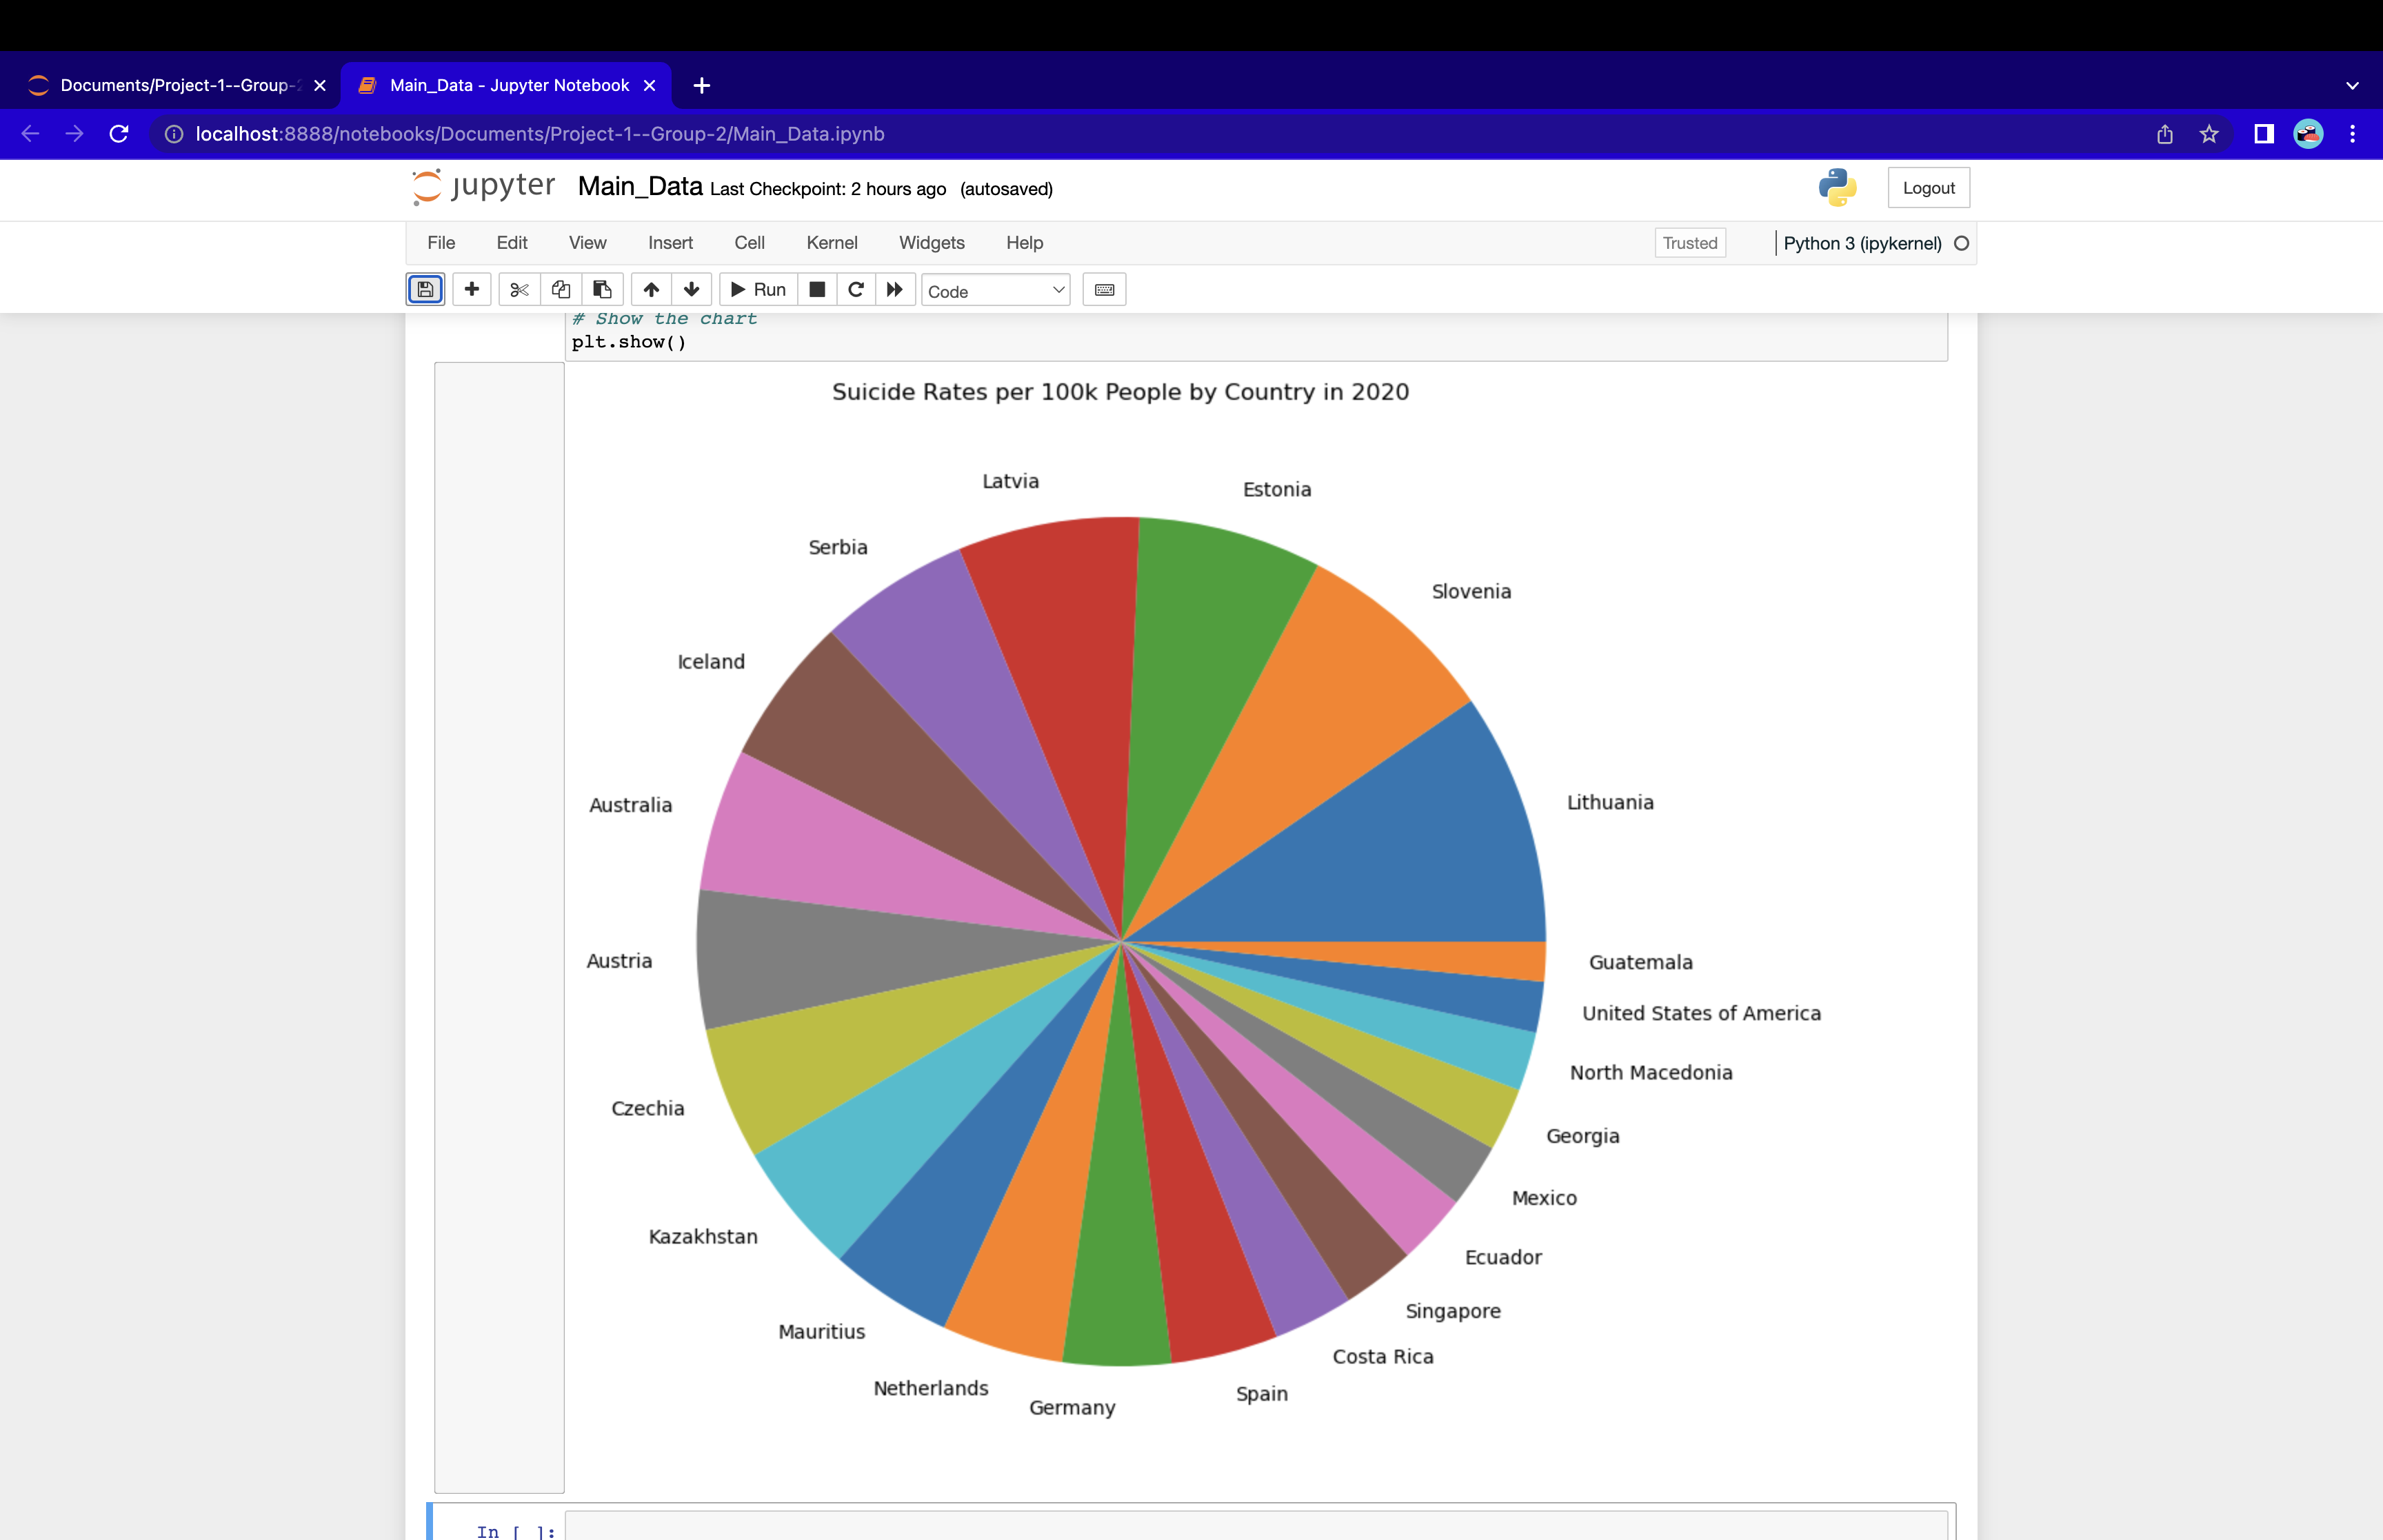 Documents/Project-1--Group-2
Main_Data - Jupyter Notebook
localhost:8888/notebooks/Documents/Project-1--Group-2/Main_Data.ipynb
jupyter Main_Data Last Checkpoint: 2 hours ago (autosaved)
Logout
File Edit View Insert Cell Kernel Widgets Help
Trusted
Python 3 (ipykernel)
Run
Code
# Show the chart
plt.show()
Suicide Rates per 100k People by Country in 2020
Latvia
Estonia
Serbia
Slovenia
Iceland
Lithuania
Australia
Austria
Guatemala
United States of America
North Macedonia
Czechia
Georgia
Mexico
Kazakhstan
Ecuador
Singapore
Mauritius
Costa Rica
Netherlands
Spain
Germany
In [ ]: